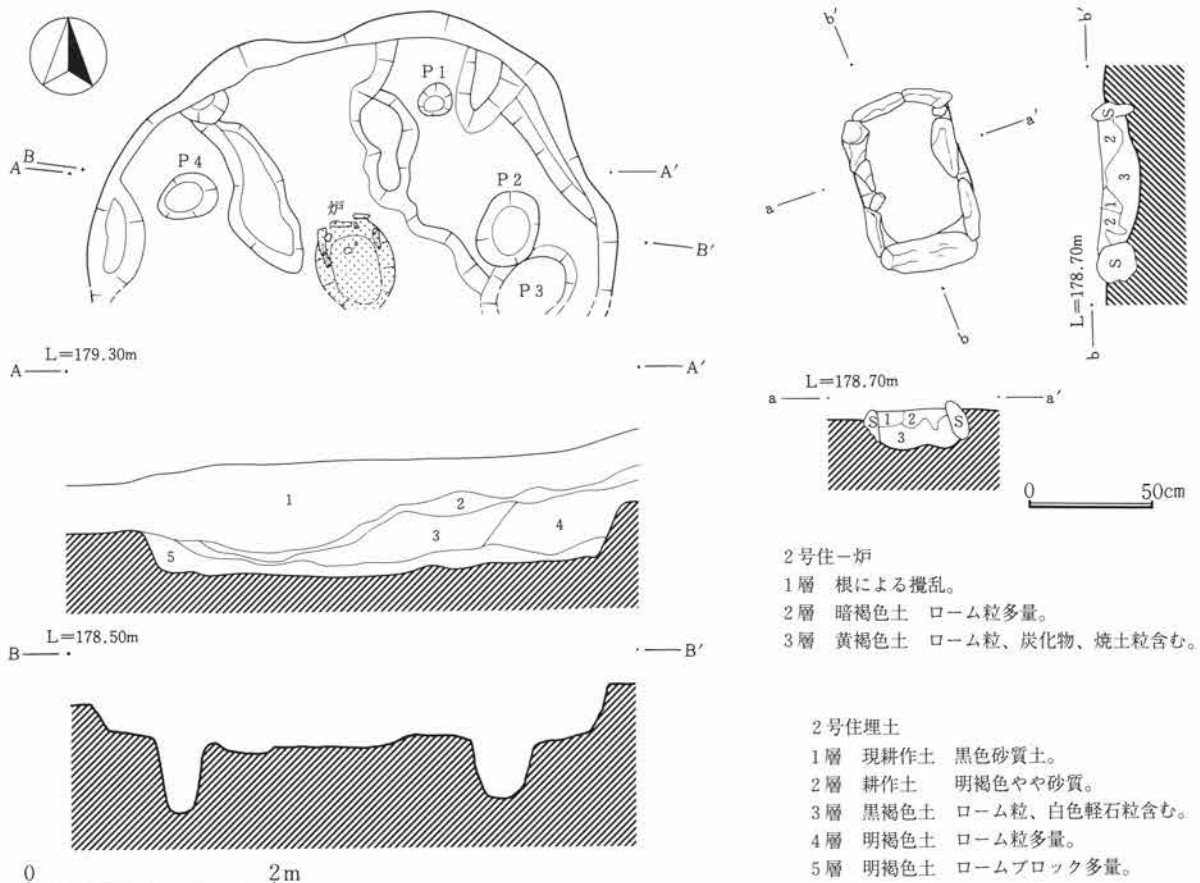 P1
A
B
P4
炉
P2
A′
B′
P3
L=179.30m
A
A′
1
2
3
4
5
L=178.50m
B
B′
0
2m
b′
a′
a
b
b′
S
2
3
1
2
S
L=178.70m
b
L=178.70m
a
a′
S
1
2
S
3
0
50cm
2号住-炉
1層 根による攪乱。
2層 暗褐色土 ローム粒多量。
3層 黄褐色土 ローム粒、炭化物、焼土粒含む。
2号住埋土
1層 現耕作土 黒色砂質土。
2層 耕作土 明褐色やや砂質。
3層 黒褐色土 ローム粒、白色軽石粒含む。
4層 明褐色土 ローム粒多量。
5層 明褐色土 ロームブロック多量。